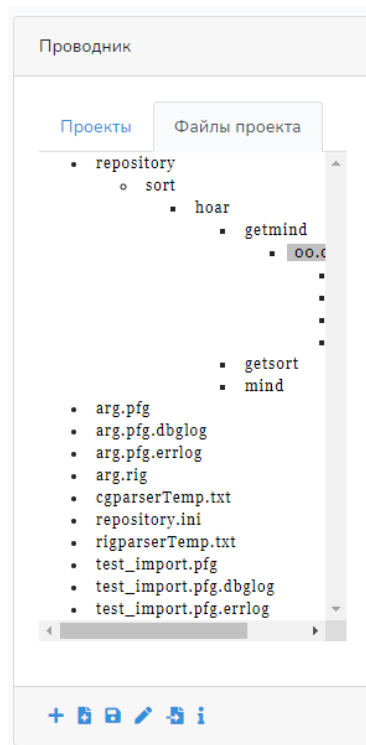 Проводник
Проекты Файлы проекта
repository
sort
hoar
getmind
getsort
mind
arg.pfg
arg.pfg.dbglog
arg.pfg.errlog
arg.rig
cgparserTemp.txt
repository.ini
rigparserTemp.txt
test_import.pfg
test_import.pfg.dbglog
test_import.pfg.errlog